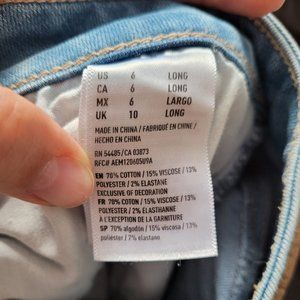 US 6 LONG
CA 6 LONG
MX 6 LARGO
UK 10 LONG
MADE IN CHINA / FABRIQUÉ EN CHINE /
HECHO EN CHINA
RN 54485/CA 03873
RFC# AEM120605U9A
EN 70% COTTON / 15% VISCOSE / 13%
POLYESTER / 2% ELASTANE
EXCLUSIVE OF DECORATION
FR 70% COTON / 15% VISCOSE / 13%
POLYESTER / 2% ÉLASTHANNE
À L'EXCEPTION DE LA GARNITURE
SP 70% algodón / 15% viscosa / 13%
poliéster / 2% elastano